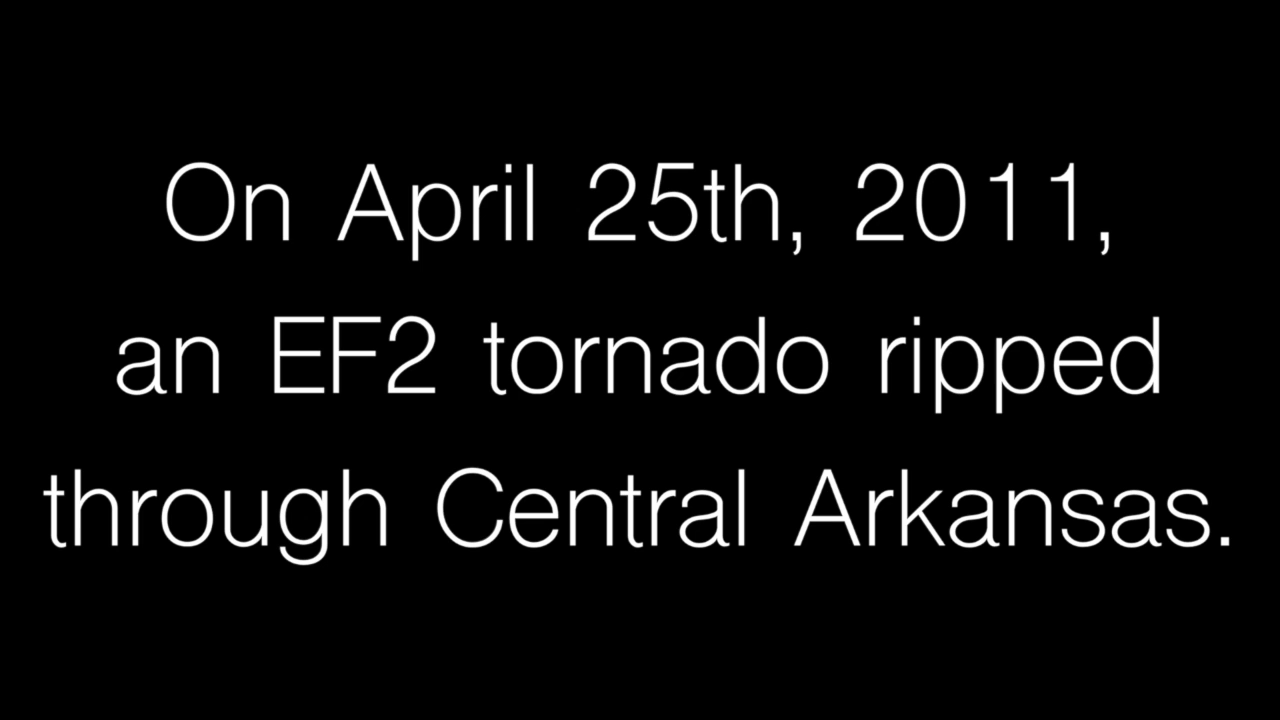 On April 25th, 2011,
an EF2 tornado ripped
through Central Arkansas.